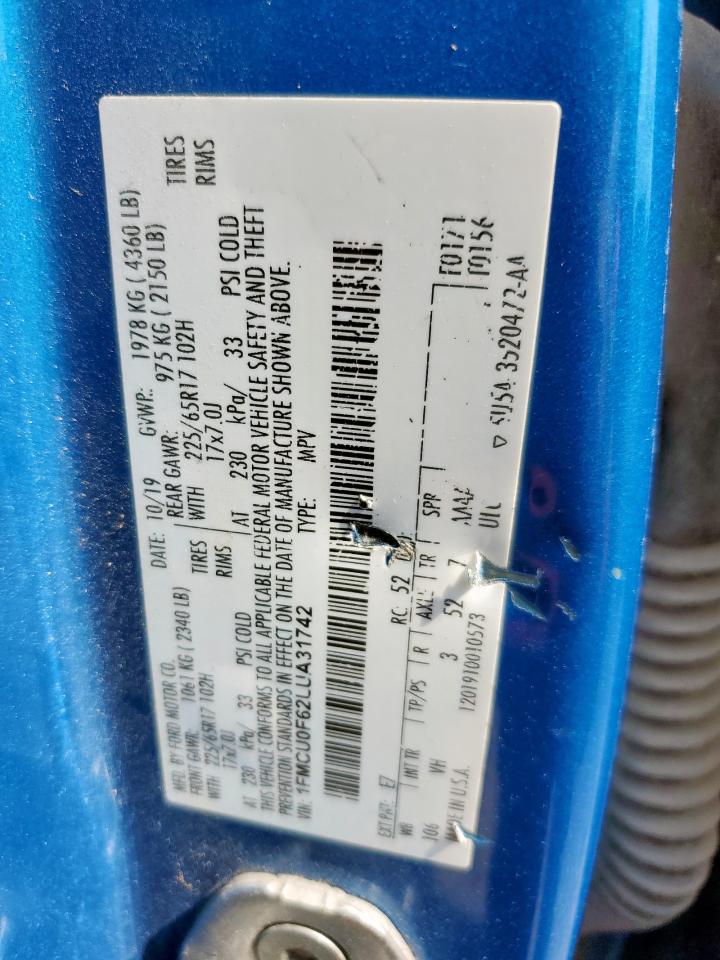 MFD. BY FORD MOTOR CO.
DATE: 10/19 GVWR: 1978 KG ( 4360 LB)
FRONT GAWR: 1061 KG ( 2340 LB)
REAR GAWR: 975 KG ( 2150 LB)
WITH 225/65R17 102H TIRES
WITH 225/65R17 102H TIRES
17x7.0J RIMS
17x7.0J RIMS
AT 230 kPa/ 33 PSI COLD
AT 230 kPa/ 33 PSI COLD
THIS VEHICLE CONFORMS TO ALL APPLICABLE FEDERAL MOTOR VEHICLE SAFETY AND THEFT
PREVENTION STANDARDS IN EFFECT ON THE DATE OF MANUFACTURE SHOWN ABOVE.
VIN: 1FMCU0F62LUA31742 TYPE: MPV
EXT PNT: E7 RC: 52
WB INT TR TP/PS R AXLE TR SPR
106 VH 3 52 7
MADE IN U.S.A. 1201910010573
F0171
T0156
5U5A-3520472-AA